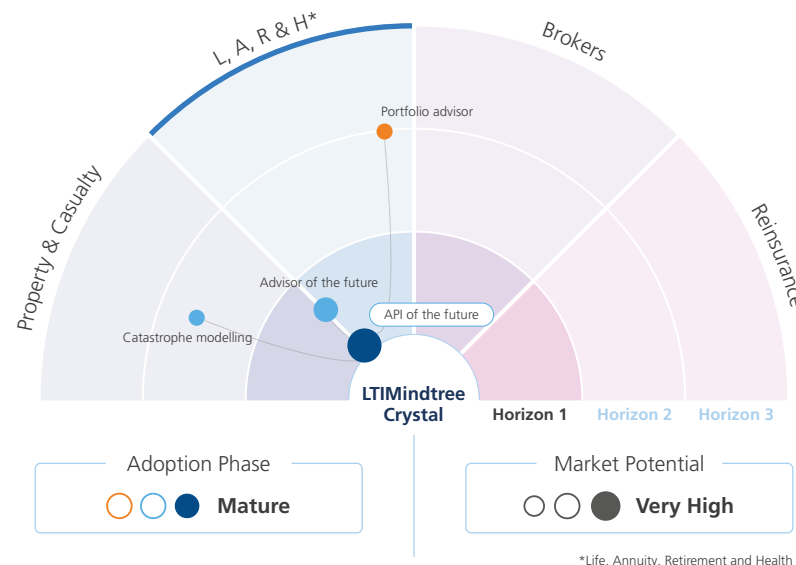 L, A, R & H*
Brokers
Property & Casualty
Reinsurance
Portfolio advisor
Advisor of the future
API of the future
Catastrophe modelling
LTIMindtree
Crystal
Horizon 1
Horizon 2
Horizon 3
Adoption Phase
Mature
Market Potential
Very High
*Life, Annuity, Retirement and Health